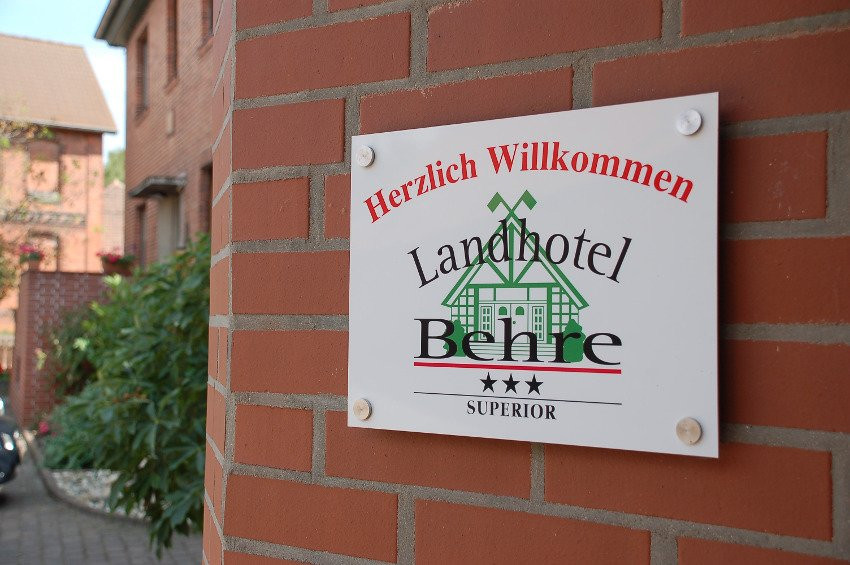 Herzlich Willkommen
Landhotel
Behre
★★★
SUPERIOR